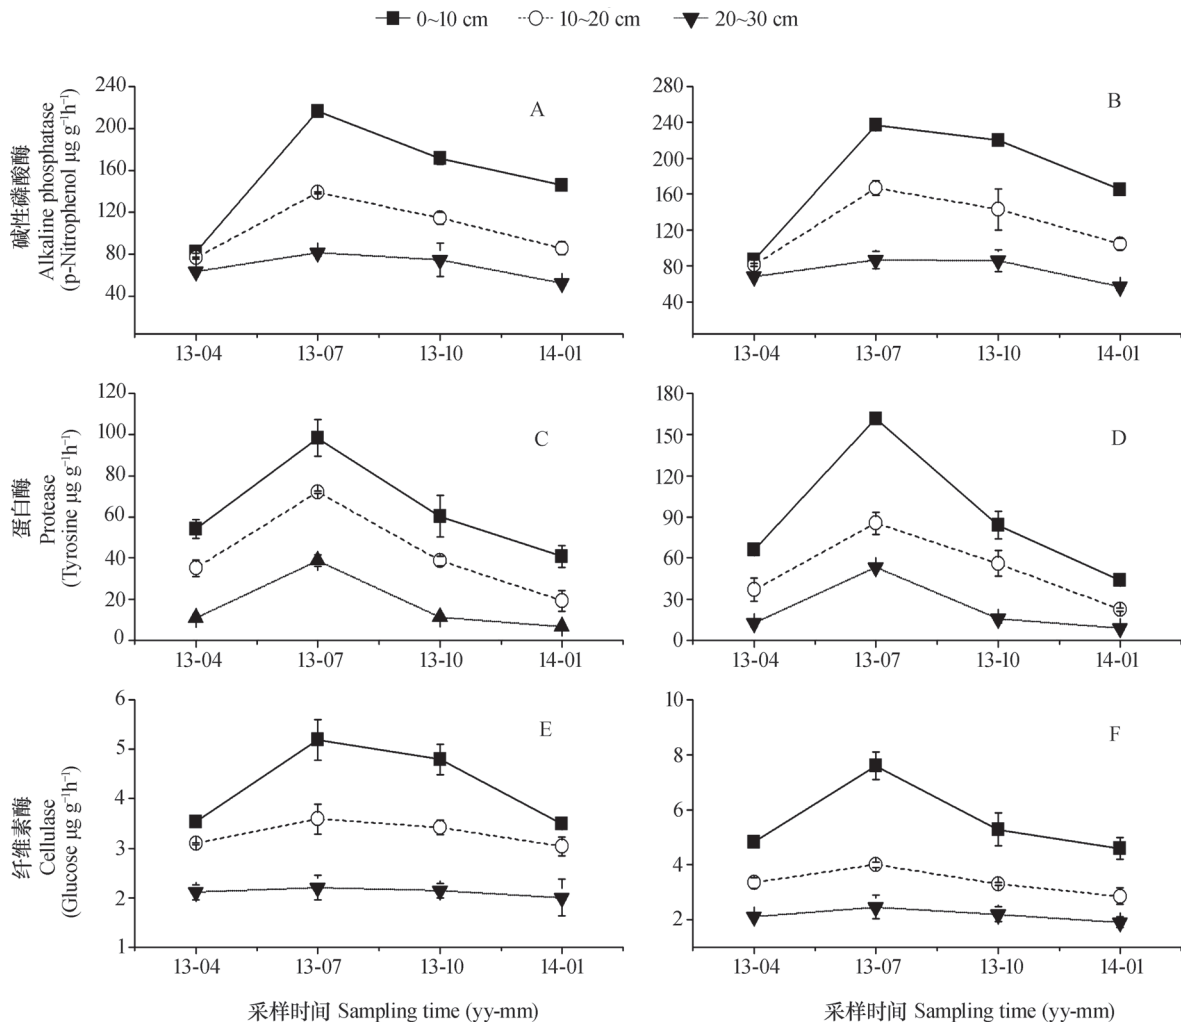 0~10 cm 10~20 cm 20~30 cm
碱性磷酸酶
Alkaline phosphatase
(p-Nitrophenol μg g⁻¹h⁻¹)
240
200
160
120
80
40
A
13-04 13-07 13-10 14-01
280
240
200
160
120
80
40
B
13-04 13-07 13-10 14-01
蛋白酶
Protease
(Tyrosine μg g⁻¹h⁻¹)
120
100
80
60
40
20
0
C
13-04 13-07 13-10 14-01
180
150
120
90
60
30
0
D
13-04 13-07 13-10 14-01
纤维素酶
Cellulase
(Glucose μg g⁻¹h⁻¹)
6
5
4
3
2
1
E
13-04 13-07 13-10 14-01
10
8
6
4
2
F
13-04 13-07 13-10 14-01
采样时间 Sampling time (yy-mm)
采样时间 Sampling time (yy-mm)